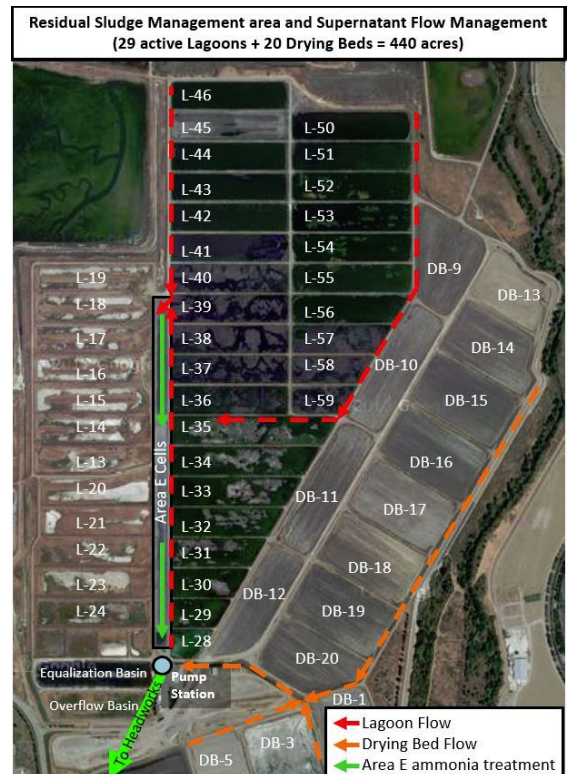 Residual Sludge Management area and Supernatant Flow Management
(29 active Lagoons + 20 Drying Beds = 440 acres)
L-46
L-45
L-44
L-43
L-42
L-41
L-40
L-39
L-38
L-37
L-36
L-35
L-34
L-33
L-32
L-31
L-30
L-29
L-28
L-50
L-51
L-52
L-53
L-54
L-55
L-56
L-57
L-58
L-59
L-19
L-18
L-17
L-16
L-15
L-14
L-13
L-20
L-21
L-22
L-23
L-24
Area E Cells
DB-9
DB-10
DB-11
DB-12
DB-13
DB-14
DB-15
DB-16
DB-17
DB-18
DB-19
DB-20
DB-1
DB-3
DB-5
Equalization Basin
Overflow Basin
Pump
Station
To Headworks
Lagoon Flow
Drying Bed Flow
Area E ammonia treatment